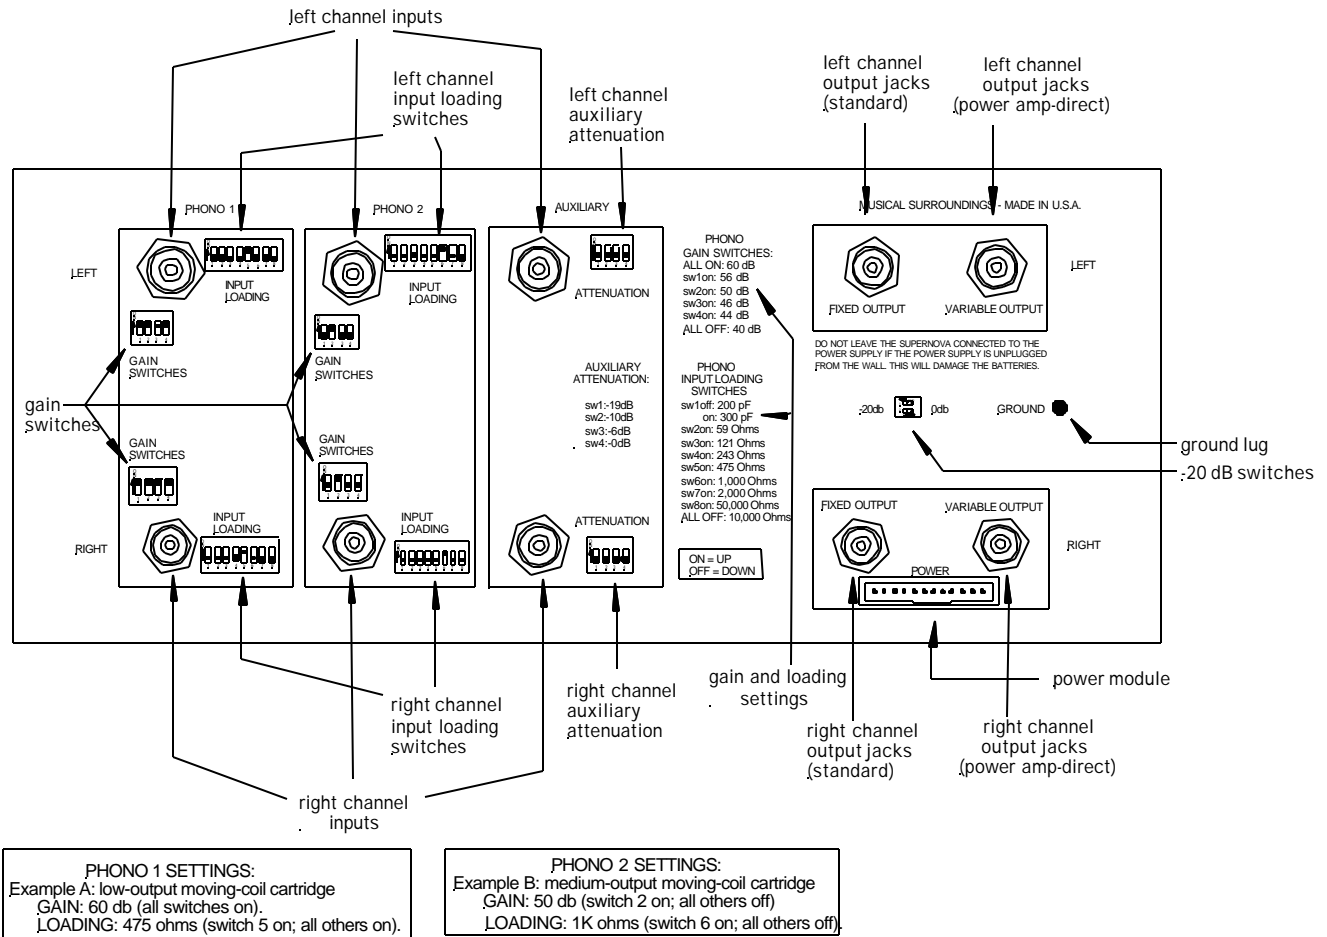 left channel inputs
left channel
input loading
switches
left channel
auxiliary
attenuation
left channel
output jacks
(standard)
left channel
output jacks
(power amp-direct)
PHONO 1
PHONO 2
AUXILIARY
MUSICAL SURROUNDINGS - MADE IN U.S.A.
LEFT
INPUT
LOADING
INPUT
LOADING
ATTENUATION
PHONO
GAIN SWITCHES:
ALL ON: 60 dB
sw1on: 56 dB
sw2on: 50 dB
sw3on: 46 dB
sw4on: 44 dB
ALL OFF: 40 dB
LEFT
FIXED OUTPUT
VARIABLE OUTPUT
GAIN
SWITCHES
GAIN
SWITCHES
DO NOT LEAVE THE SUPERNOVA CONNECTED TO THE
POWER SUPPLY IF THE POWER SUPPLY IS UNPLUGGED
FROM THE WALL. THIS WILL DAMAGE THE BATTERIES.
AUXILIARY
ATTENUATION:
sw1:-19dB
sw2:-10dB
sw3:-6dB
sw4:-0dB
PHONO
INPUT LOADING
SWITCHES
sw1off: 200 pF
on: 300 pF
sw2on: 59 Ohms
sw3on: 121 Ohms
sw4on: 243 Ohms
sw5on: 475 Ohms
sw6on: 1,000 Ohms
sw7on: 2,000 Ohms
sw8on: 50,000 Ohms
ALL OFF: 10,000 Ohms
gain
switches
-20db
0db
GROUND
ground lug
-20 dB switches
GAIN
SWITCHES
GAIN
SWITCHES
RIGHT
INPUT
LOADING
INPUT
LOADING
ATTENUATION
ON = UP
OFF = DOWN
FIXED OUTPUT
VARIABLE OUTPUT
RIGHT
POWER
right channel
input loading
switches
right channel
auxiliary
attenuation
gain and loading
settings
right channel
output jacks
(standard)
right channel
output jacks
(power amp-direct)
power module
right channel
inputs
PHONO 1 SETTINGS:
Example A: low-output moving-coil cartridge
GAIN: 60 db (all switches on).
LOADING: 475 ohms (switch 5 on; all others on).
PHONO 2 SETTINGS:
Example B: medium-output moving-coil cartridge
GAIN: 50 db (switch 2 on; all others off)
LOADING: 1K ohms (switch 6 on; all others off).